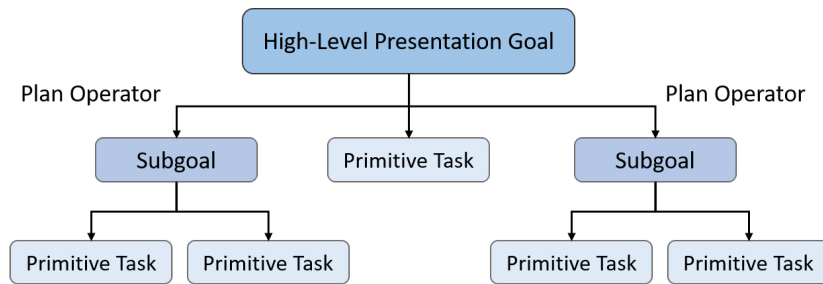 High-Level Presentation Goal
Plan Operator
Plan Operator
Subgoal
Primitive Task
Subgoal
Primitive Task
Primitive Task
Primitive Task
Primitive Task